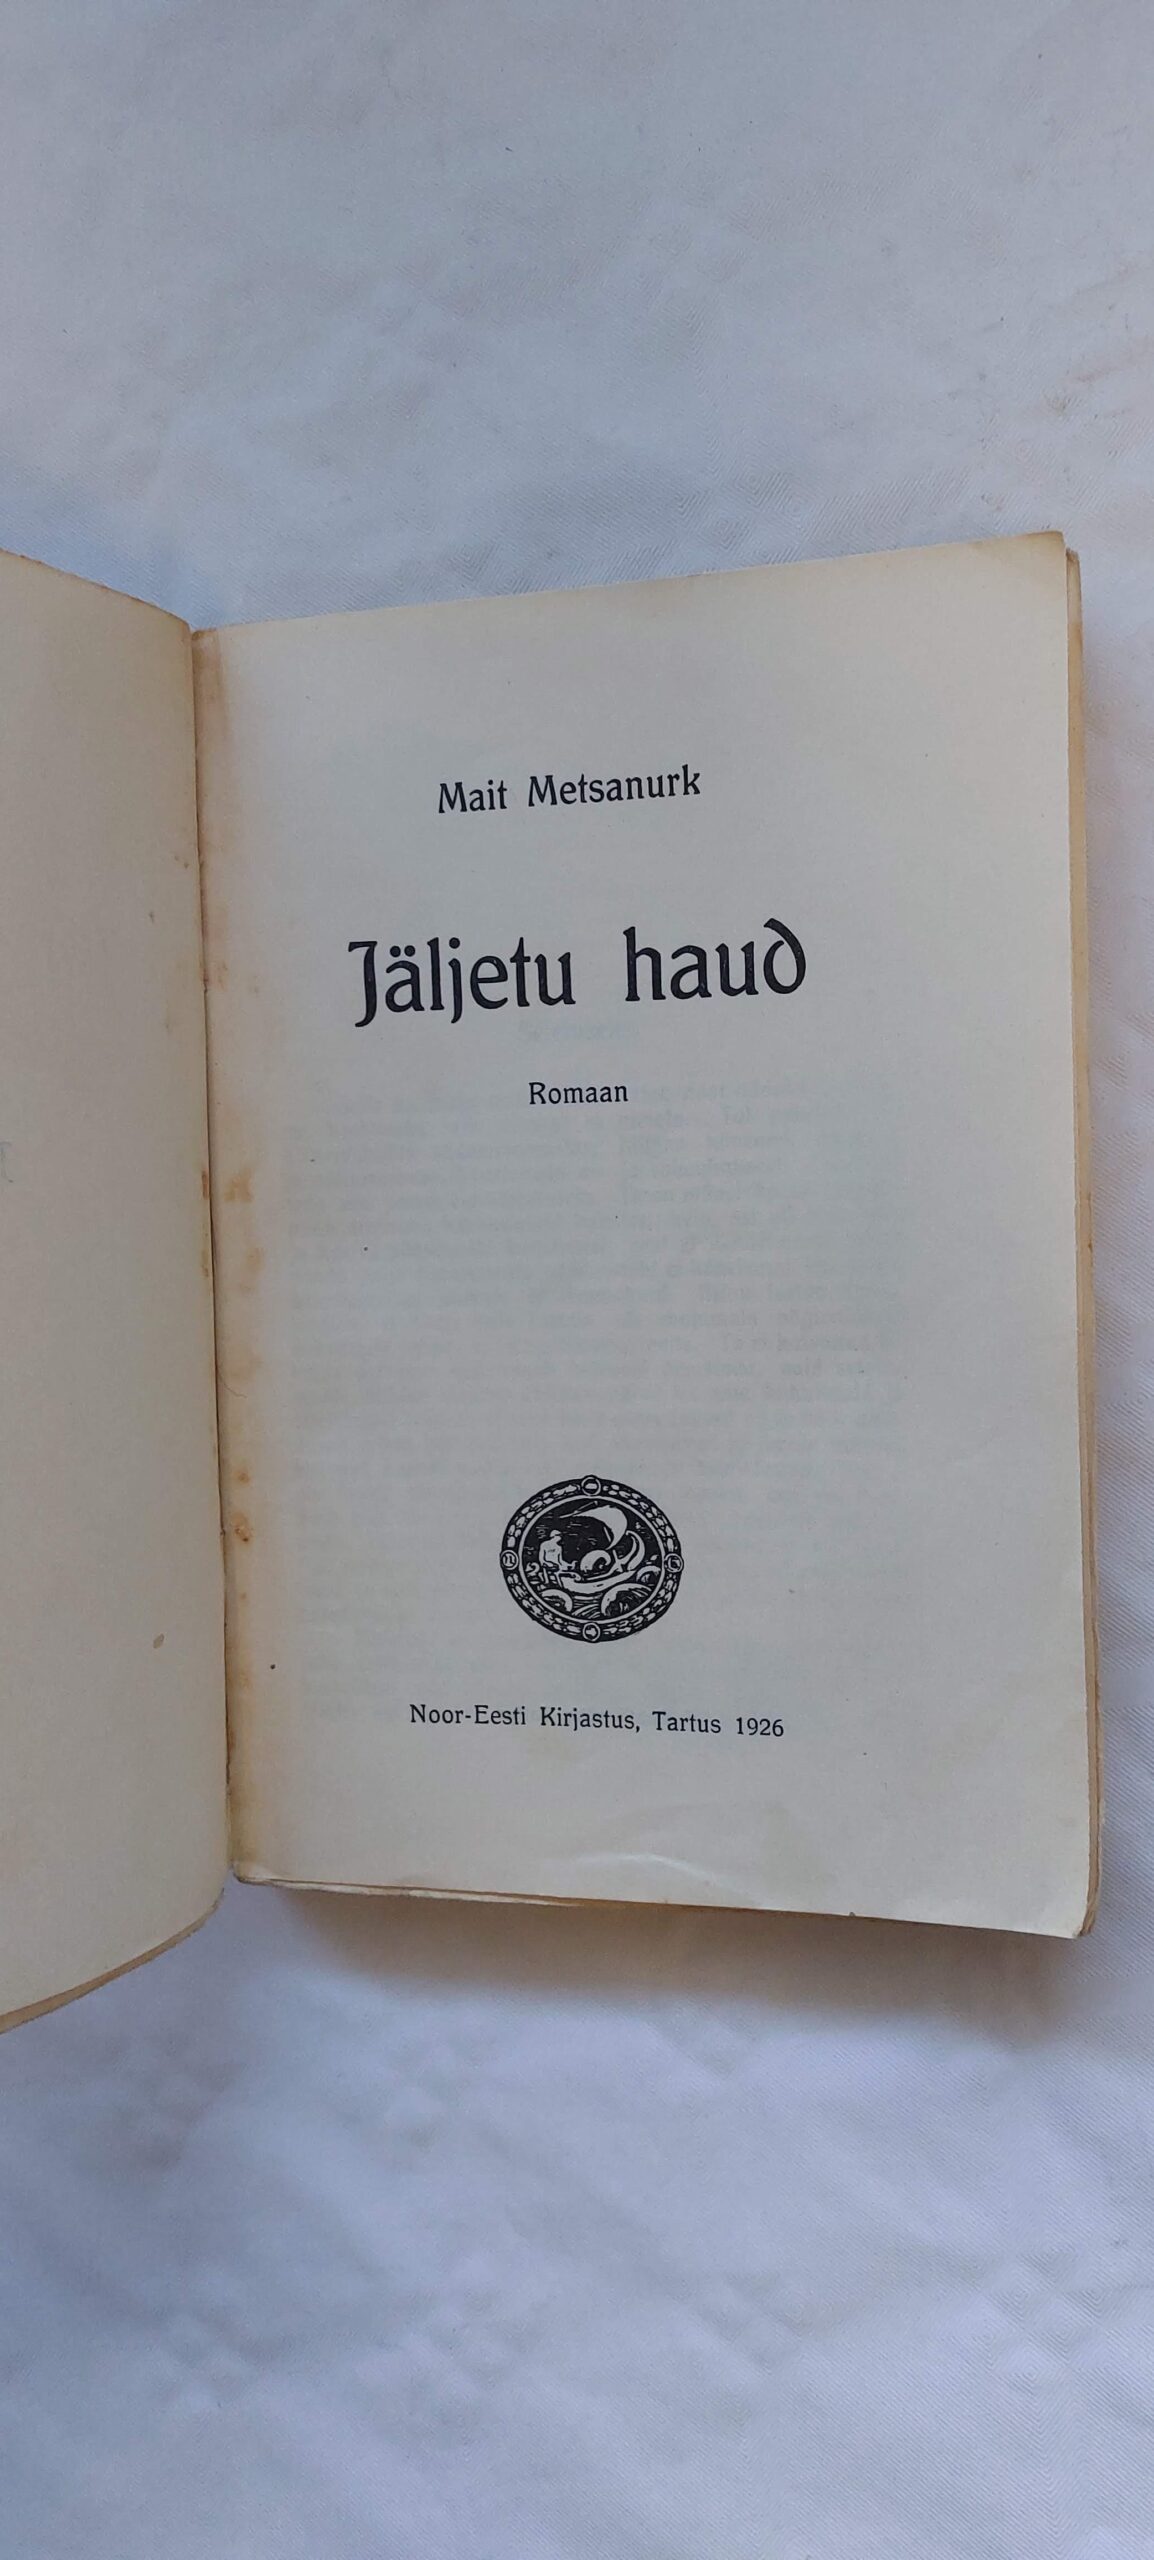 Mait Metsanurk
Jäljetu haud
Romaan
Noor-Eesti Kirjastus, Tartus 1926